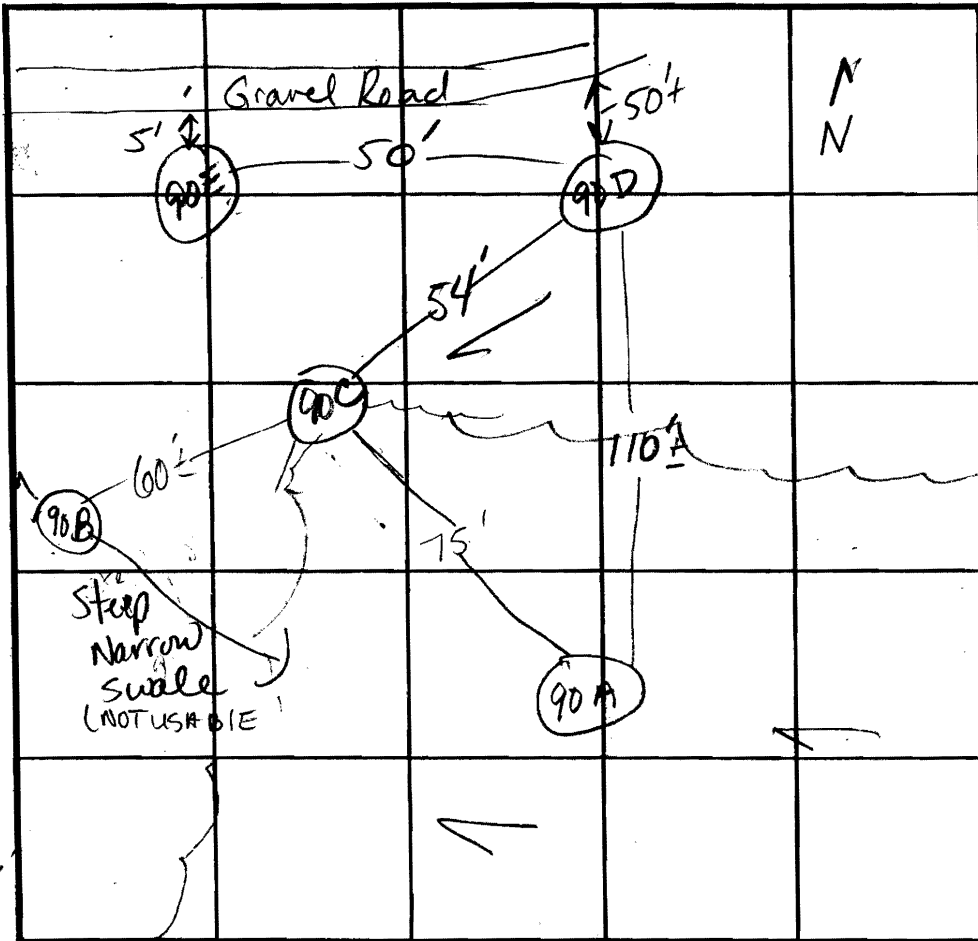 Gravel Road
50'±
N
N
5'
50'
90E
90D
54'
90C
110'±
60'±
90B
75'
Steep
Narrow
Swale
(NOT USABLE
90A